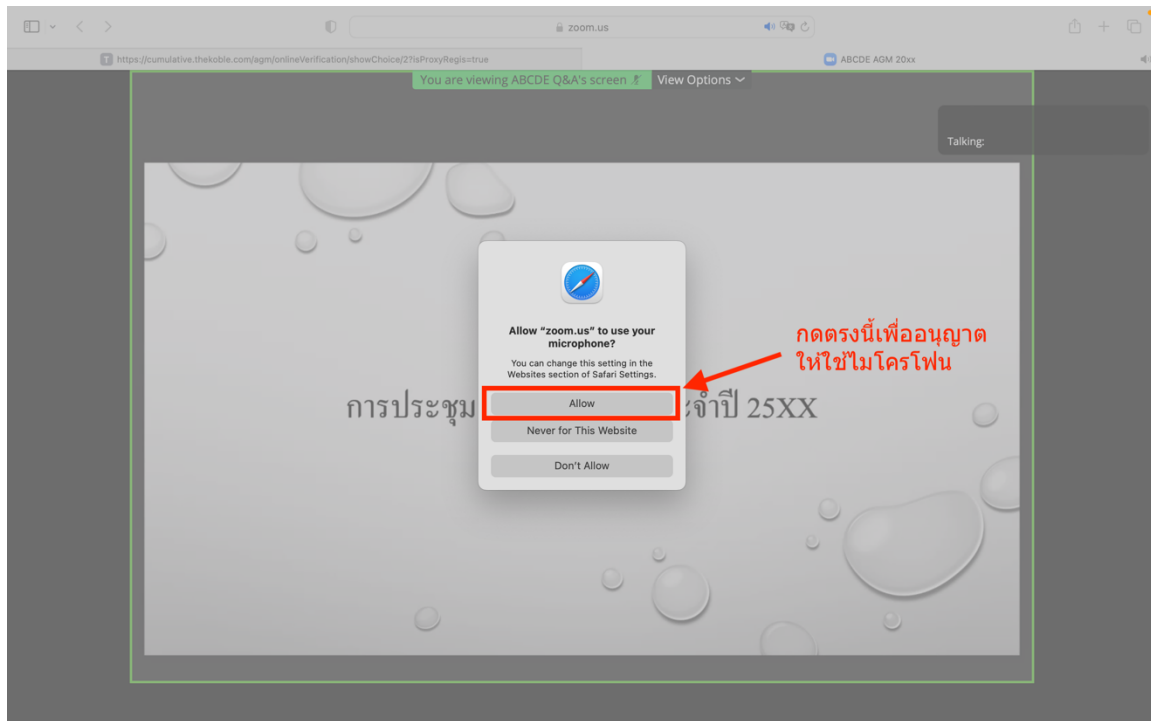 zoom.us
https://cumulative.thekoble.com/agm/onlineVerification/showChoice/2?isProxyRegis=true
ABCDE AGM 20xx
You are viewing ABCDE Q&A's screen
View Options
Talking:
Allow "zoom.us" to use your
microphone?
You can change this setting in the
Websites section of Safari Settings.
กดตรงนี้เพื่ออนุญาต
ให้ใช้ไมโครโฟน
การประชุม
จำปี 25XX
Allow
Never for This Website
Don't Allow